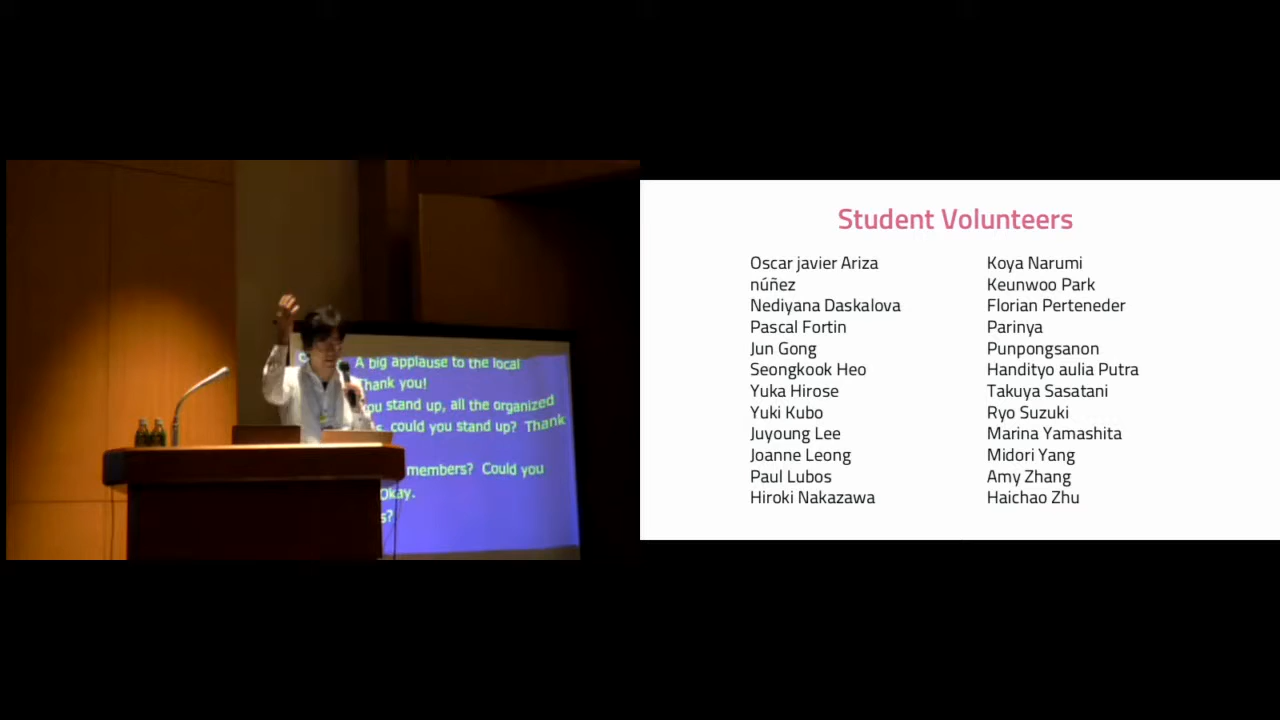 A big applause to the local
Thank you!
you stand up, all the organized
could you stand up? Thank
members? Could you
Okay.
Student Volunteers
Oscar javier Ariza
núñez
Nediyana Daskalova
Pascal Fortin
Jun Gong
Seongkook Heo
Yuka Hirose
Yuki Kubo
Juyoung Lee
Joanne Leong
Paul Lubos
Hiroki Nakazawa
Koya Narumi
Keunwoo Park
Florian Perteneder
Parinya
Punpongsanon
Handityo aulia Putra
Takuya Sasatani
Ryo Suzuki
Marina Yamashita
Midori Yang
Amy Zhang
Haichao Zhu